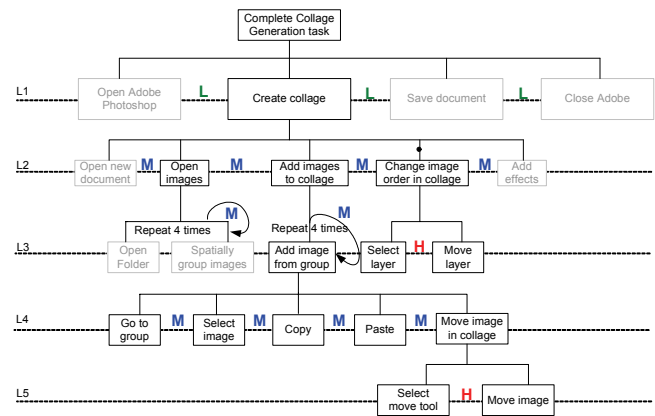 Complete Collage
Generation task
L1
Open Adobe
Photoshop
L
Create collage
L
Save document
L
Close Adobe
L2
Open new
document
M
Open
images
M
Add images
to collage
M
Change image
order in collage
M
Add
effects
Repeat 4 times
M
Repeat 4 times
M
L3
Open
Folder
Spatially
group images
Add image
from group
Select
layer
H
Move
layer
L4
Go to
group
M
Select
image
M
Copy
M
Paste
M
Move image
in collage
L5
Select
move tool
H
Move image